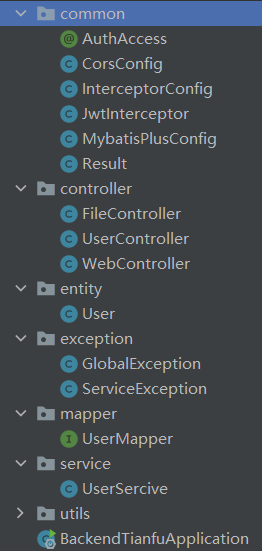 common
AuthAccess
CorsConfig
InterceptorConfig
JwtInterceptor
MybatisPlusConfig
Result
controller
FileController
UserController
WebController
entity
User
exception
GlobalException
ServiceException
mapper
UserMapper
service
UserSercive
utils
BackendTianfuApplication